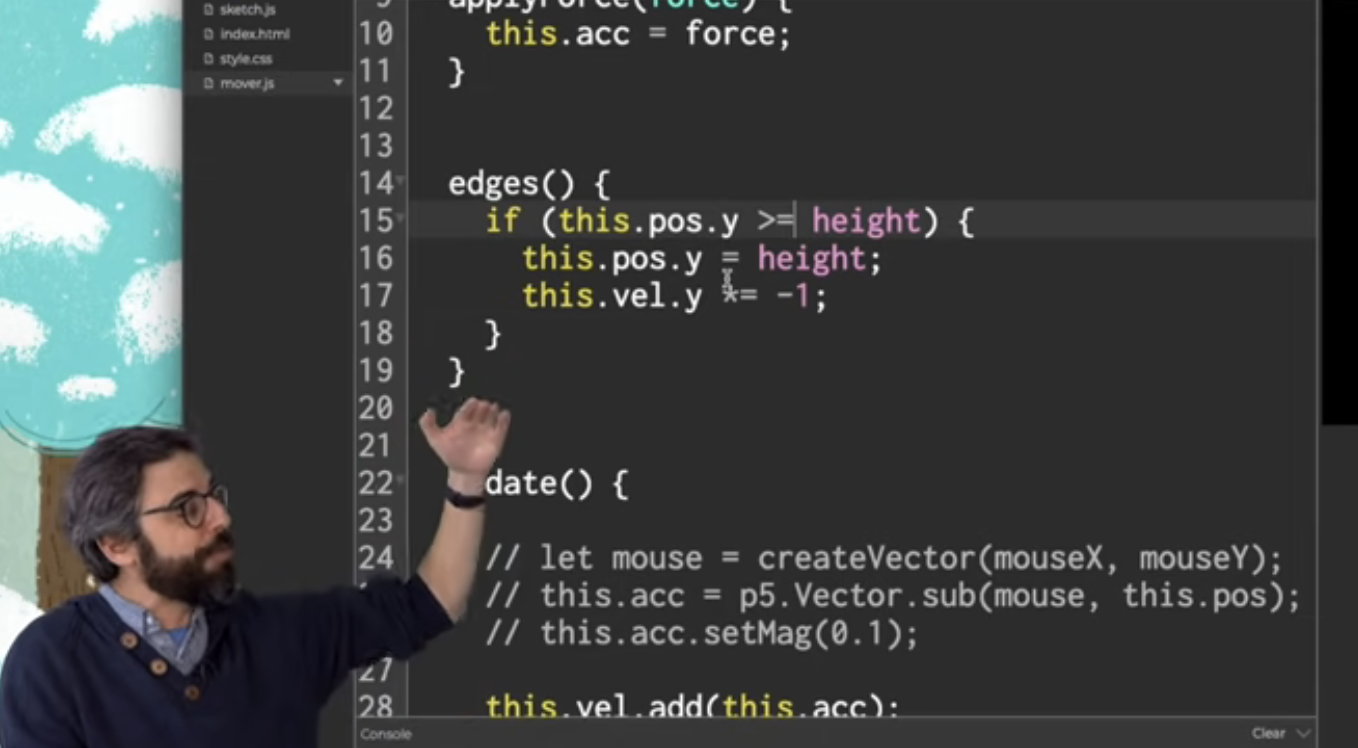 sketch.js
index.html
style.css
mover.js
applyForce(force) {
10 this.acc = force;
11 }
12
13
14 edges() {
15 if (this.pos.y >= height) {
16 this.pos.y = height;
17 this.vel.y *= -1;
18 }
19 }
20
21
22 date() {
23
24 // let mouse = createVector(mouseX, mouseY);
// this.acc = p5.Vector.sub(mouse, this.pos);
// this.acc.setMag(0.1);
27
28 this.vel.add(this.acc);
Console
Clear